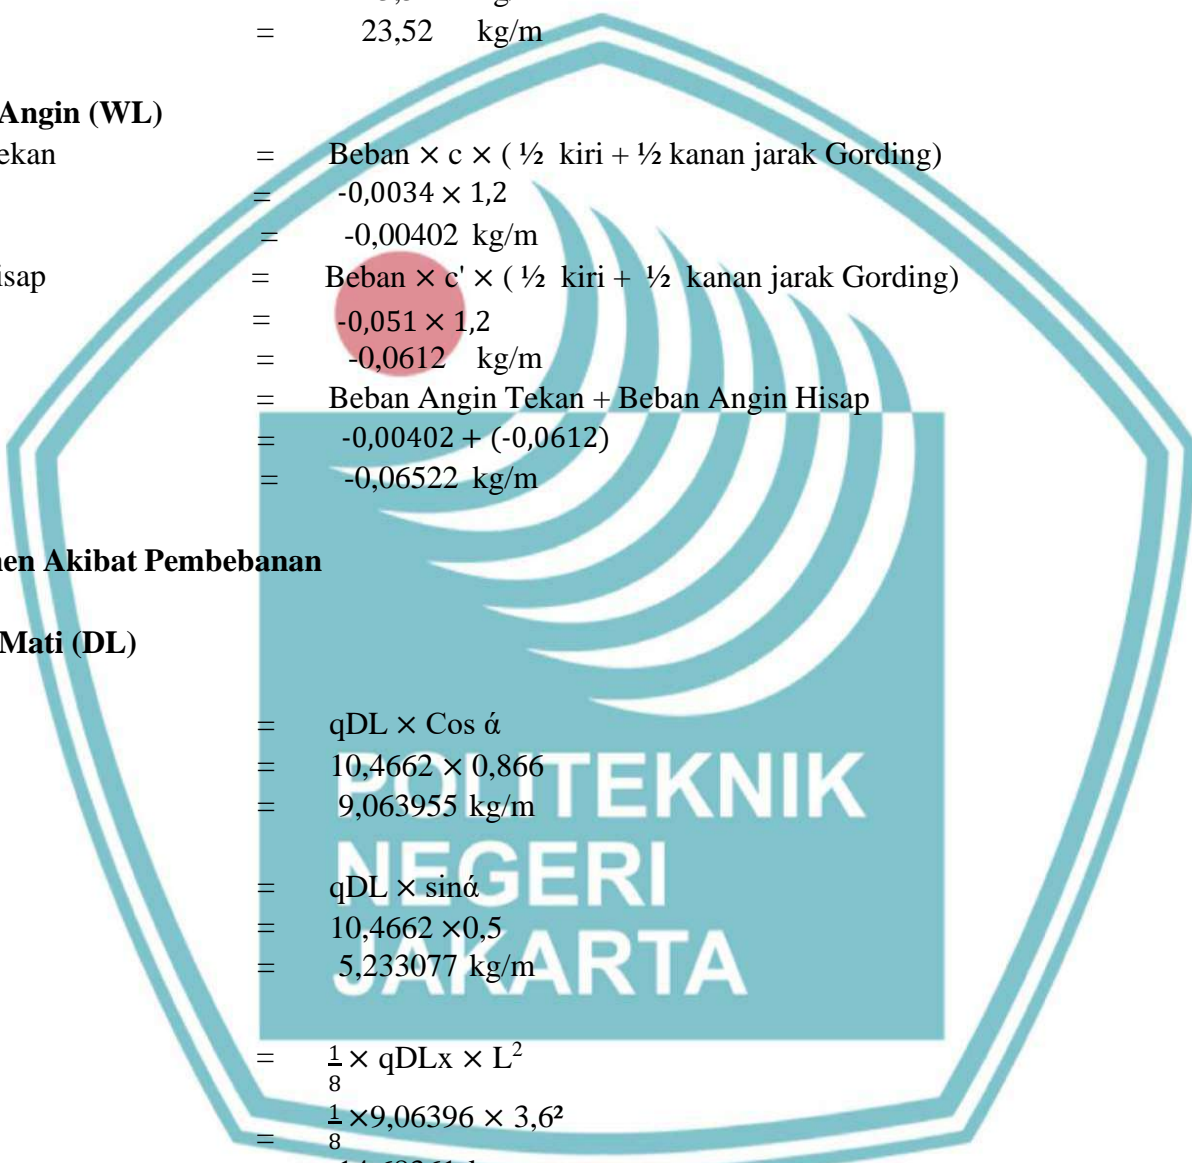 = 23,52 kg/m
Angin (WL)
ekan = Beban × c × ( ½ kiri + ½ kanan jarak Gording)
= -0,0034 × 1,2
= -0,00402 kg/m
isap = Beban × c' × ( ½ kiri + ½ kanan jarak Gording)
= -0,051 × 1,2
= -0,0612 kg/m
= Beban Angin Tekan + Beban Angin Hisap
= -0,00402 + (-0,0612)
= -0,06522 kg/m
en Akibat Pembebanan
Mati (DL)
= qDL × Cos ά
= 10,4662 × 0,866
= 9,063955 kg/m
= qDL × sinά
= 10,4662 ×0,5
= 5,233077 kg/m
= 1/8 × qDLx × L²
= 1/8 ×9,06396 × 3,6²
POLITEKNIK
NEGERI
JAKARTA